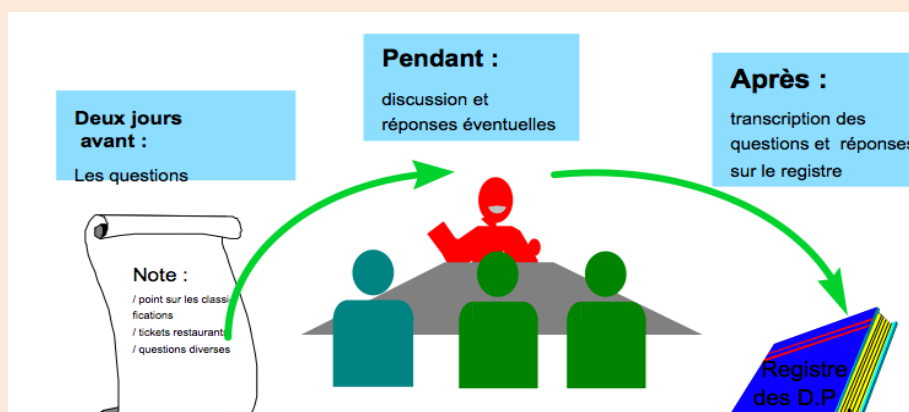 Deux jours
avant :
Les questions
Pendant :
discussion et
réponses éventuelles
Après :
transcription des
questions et réponses
sur le registre
Note :
/ point sur les classi-
fications
/ tickets restaurants
/ questions diverses
Registre
des D.P